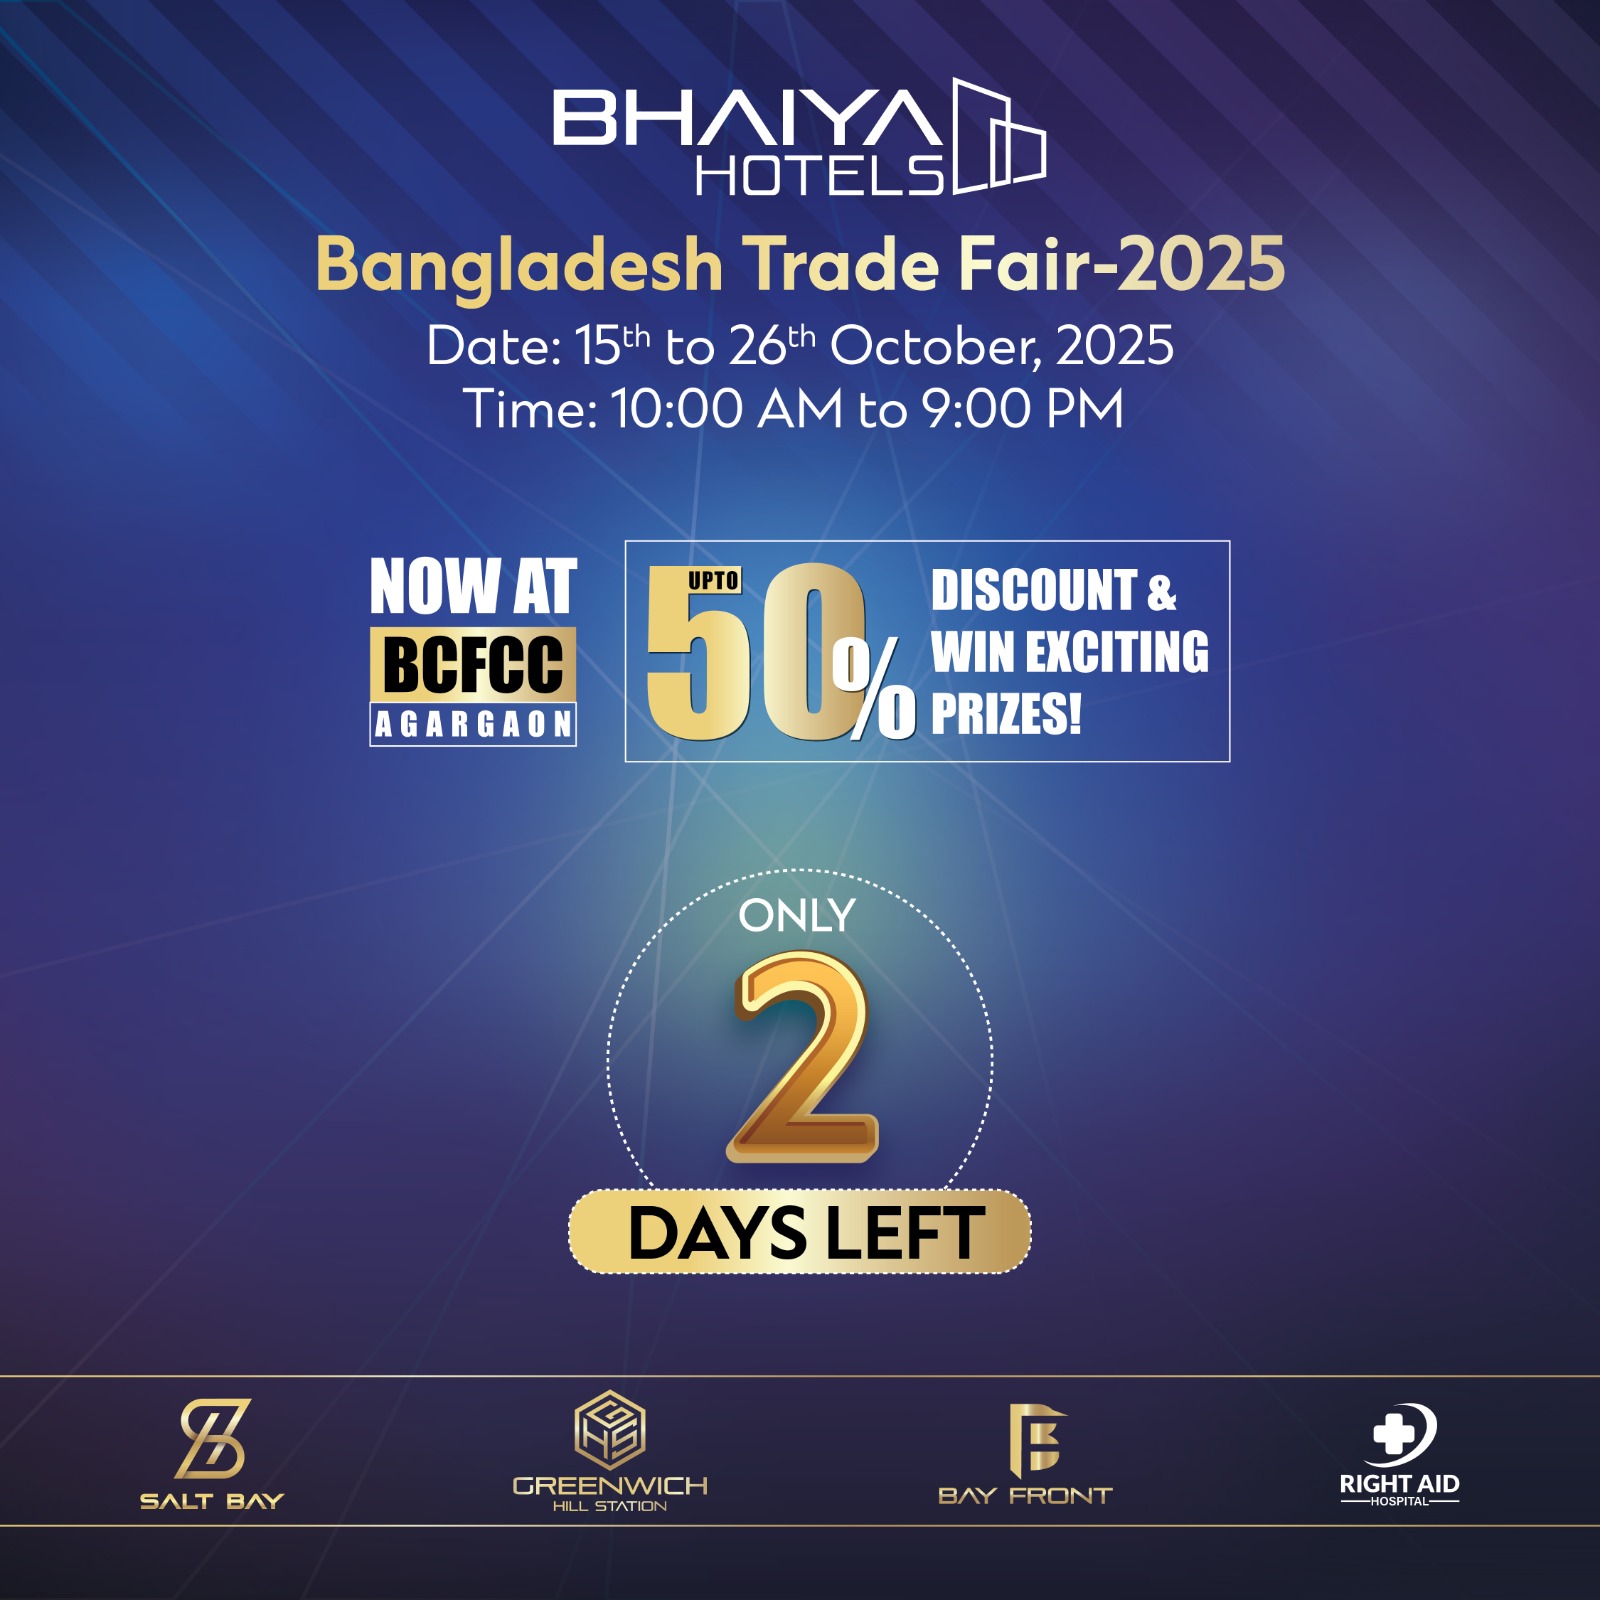 BHAIYA
HOTELS
Bangladesh Trade Fair-2025
Date: 15th to 26th October, 2025
Time: 10:00 AM to 9:00 PM
NOW AT
BCFCC
AGARGAON
UPTO
50%
DISCOUNT &
WIN EXCITING
PRIZES!
ONLY
2
DAYS LEFT
SALT BAY
GHS
GREENWICH
HILL STATION
BAY FRONT
RIGHT AID
HOSPITAL